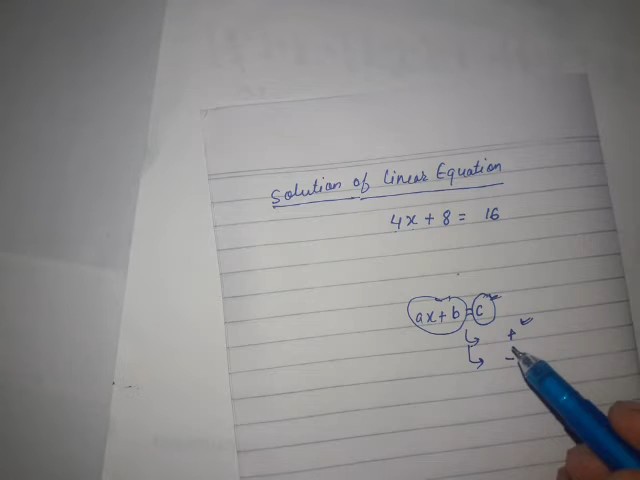 Solution of Linear Equation
4x + 8 = 16
ax + b = c
+
-